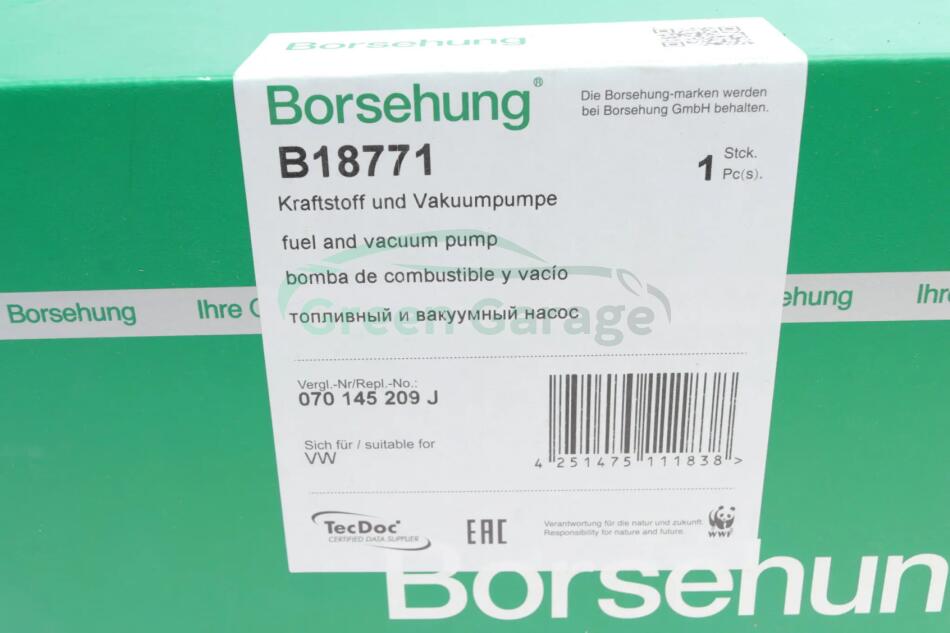 Borsehung
Borsehung®
Die Borsehung-marken werden
bei Borsehung GmbH behalten.
B18771
1 Stck.
Pc(s).
Kraftstoff und Vakuumpumpe
fuel and vacuum pump
bomba de combustible y vacío
топливный и вакуумный насос
Green Garage
Borsehung
Ihre
Vergl.-Nr/Repl.-No.:
070 145 209 J
Sich für / suitable for
VW
4 251475 111838 >
TecDoc®
CERTIFIED DATA SUPPLIER
EAC
Verantwortung für die natur und zukunft.
Responsibility for nature and future.
WWF
Borsehun